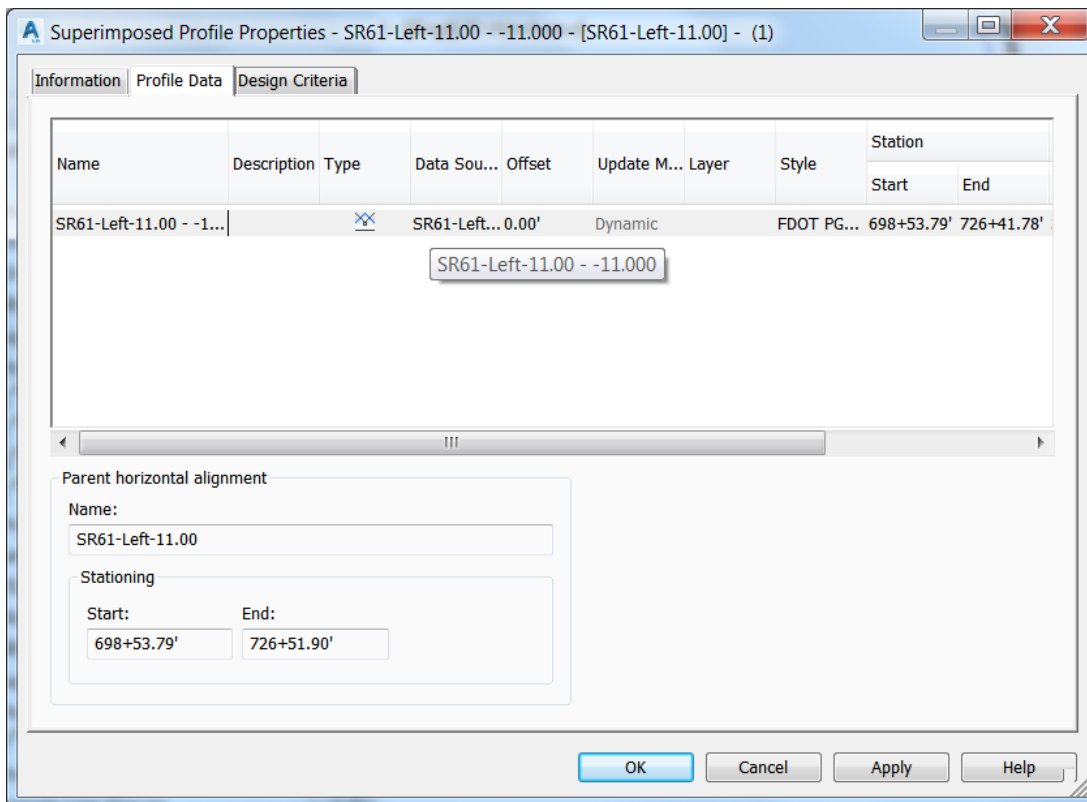 Superimposed Profile Properties - SR61-Left-11.00 - -11.000 - [SR61-Left-11.00] - (1)
Information Profile Data Design Criteria
Station
Name Description Type Data Sou... Offset Update M... Layer Style
Start End
SR61-Left-11.00 - -1... SR61-Left... 0.00' Dynamic FDOT PG... 698+53.79' 726+41.78'
SR61-Left-11.00 - -11.000
Parent horizontal alignment
Name:
SR61-Left-11.00
Stationing
Start: End:
698+53.79' 726+51.90'
OK Cancel Apply Help